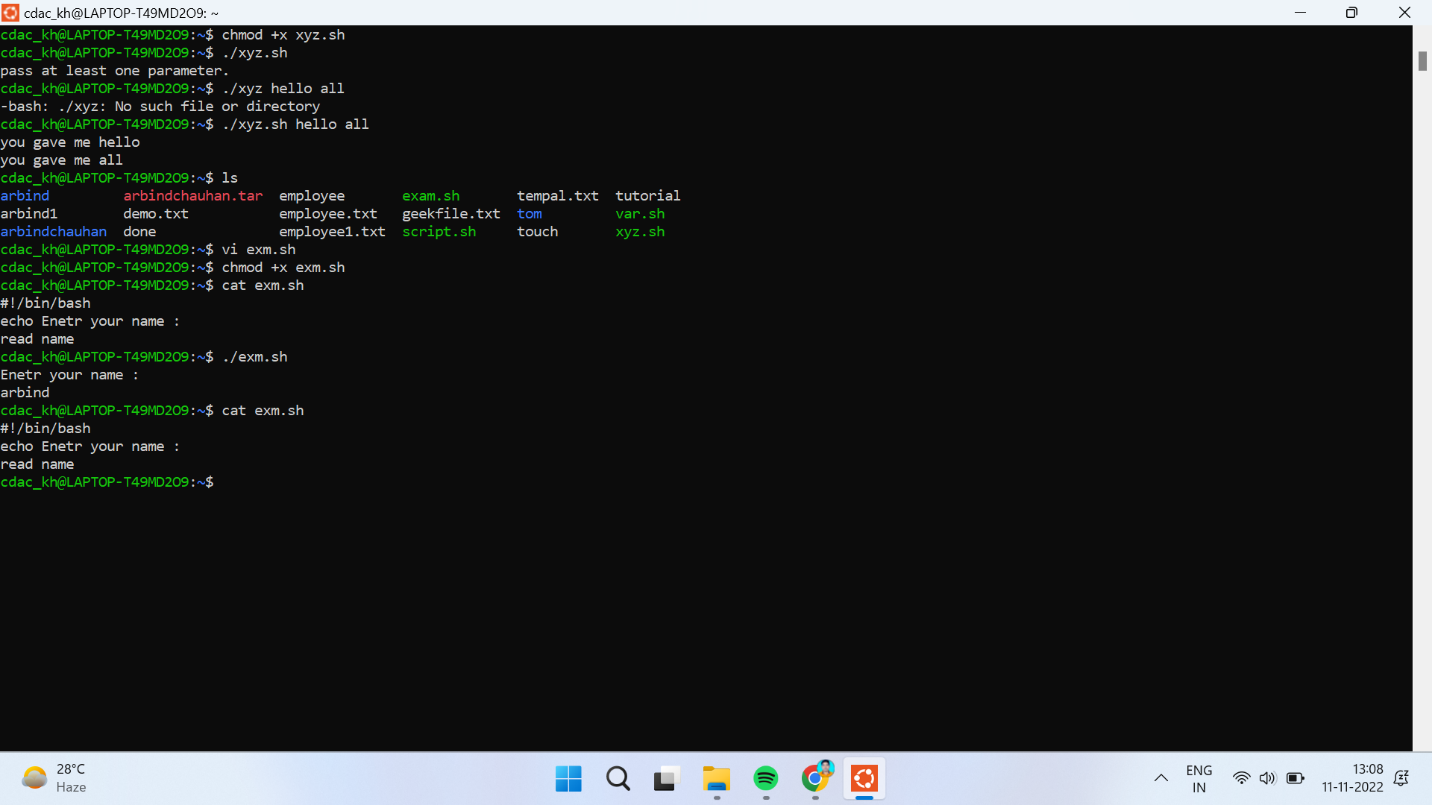 cdac_kh@LAPTOP-T49MD2O9: ~
cdac_kh@LAPTOP-T49MD2O9:~$ chmod +x xyz.sh
cdac_kh@LAPTOP-T49MD2O9:~$ ./xyz.sh
pass at least one parameter.
cdac_kh@LAPTOP-T49MD2O9:~$ ./xyz hello all
-bash: ./xyz: No such file or directory
cdac_kh@LAPTOP-T49MD2O9:~$ ./xyz.sh hello all
you gave me hello
you gave me all
cdac_kh@LAPTOP-T49MD2O9:~$ ls
arbind arbindchauhan.tar employee exam.sh tempal.txt tutorial
arbind1 demo.txt employee.txt geekfile.txt tom var.sh
arbindchauhan done employee1.txt script.sh touch xyz.sh
cdac_kh@LAPTOP-T49MD2O9:~$ vi exm.sh
cdac_kh@LAPTOP-T49MD2O9:~$ chmod +x exm.sh
cdac_kh@LAPTOP-T49MD2O9:~$ cat exm.sh
#!/bin/bash
echo Enetr your name :
read name
cdac_kh@LAPTOP-T49MD2O9:~$ ./exm.sh
Enetr your name :
arbind
cdac_kh@LAPTOP-T49MD2O9:~$ cat exm.sh
#!/bin/bash
echo Enetr your name :
read name
cdac_kh@LAPTOP-T49MD2O9:~$
28°C
Haze
ENG
IN
13:08
11-11-2022